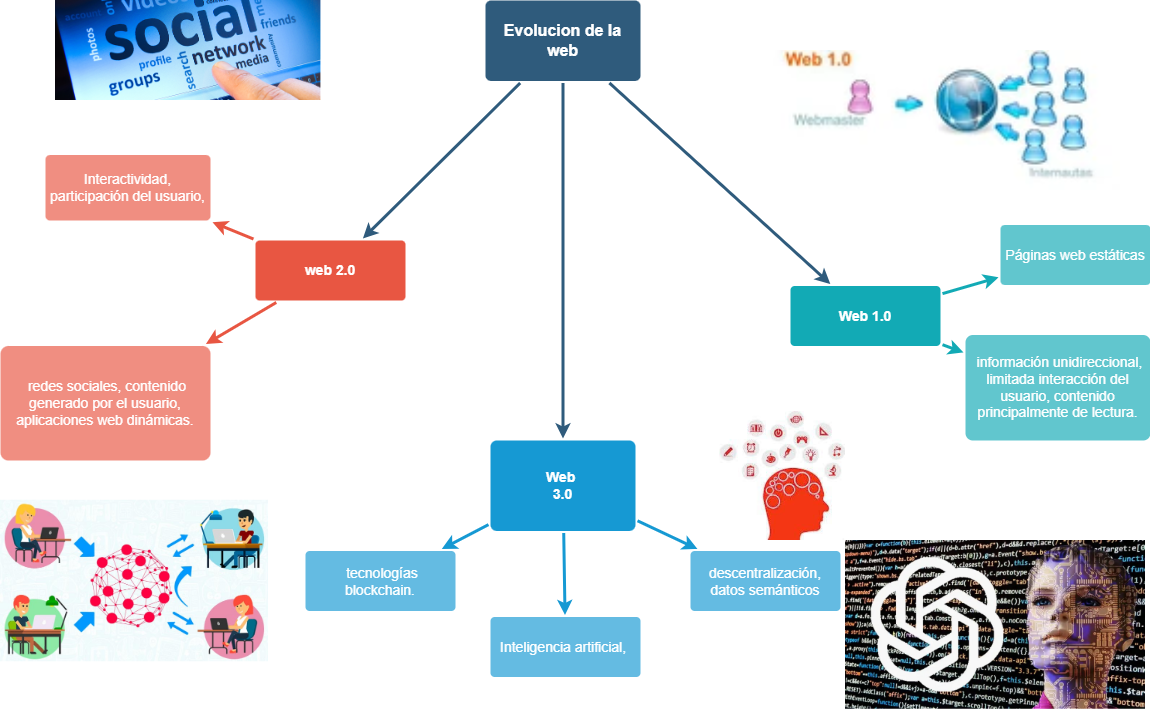 Evolucion de la
web
account
videos
photos
social
friends
profile
search
network
groups
media
community
Web 1.0
Webmaster
Internautas
Interactividad,
participación del usuario,
web 2.0
redes sociales, contenido
generado por el usuario,
aplicaciones web dinámicas.
Web 1.0
Páginas web estáticas
información unidireccional,
limitada interacción del
usuario, contenido
principalmente de lectura.
Web
3.0
tecnologías
blockchain.
Inteligencia artificial,
descentralización,
datos semánticos